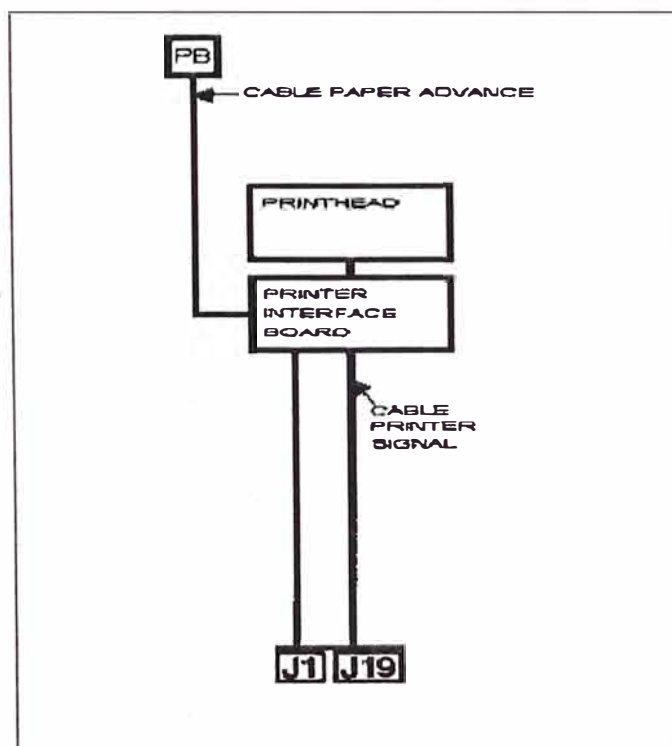 PB
CABLE PAPER ADVANCE
PRINTHEAD
PRINTER
INTERFACE
BOARD
CABLE
PRINTER
SIGNAL
J1 J19